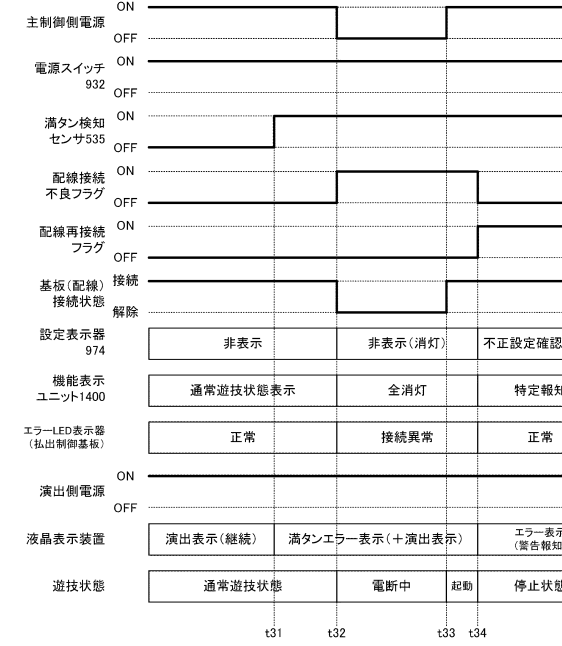 主制御側電源
ON
OFF
電源スイッチ
932
ON
OFF
満タン検知
センサ535
ON
OFF
配線接続
不良フラグ
ON
OFF
配線再接続
フラグ
ON
OFF
基板(配線)
接続状態
接続
解除
設定表示器
974
非表示
非表示(消灯)
不正設定確認
機能表示
ユニット1400
通常遊技状態表示
全消灯
特定報知
エラーLED表示器
(払出制御基板)
正常
接続異常
正常
演出側電源
ON
OFF
液晶表示装置
演出表示(継続)
満タンエラー表示(+演出表示)
エラー表示
(警告報知
遊技状態
通常遊技状態
電断中
起動
停止状態
t31
t32
t33
t34